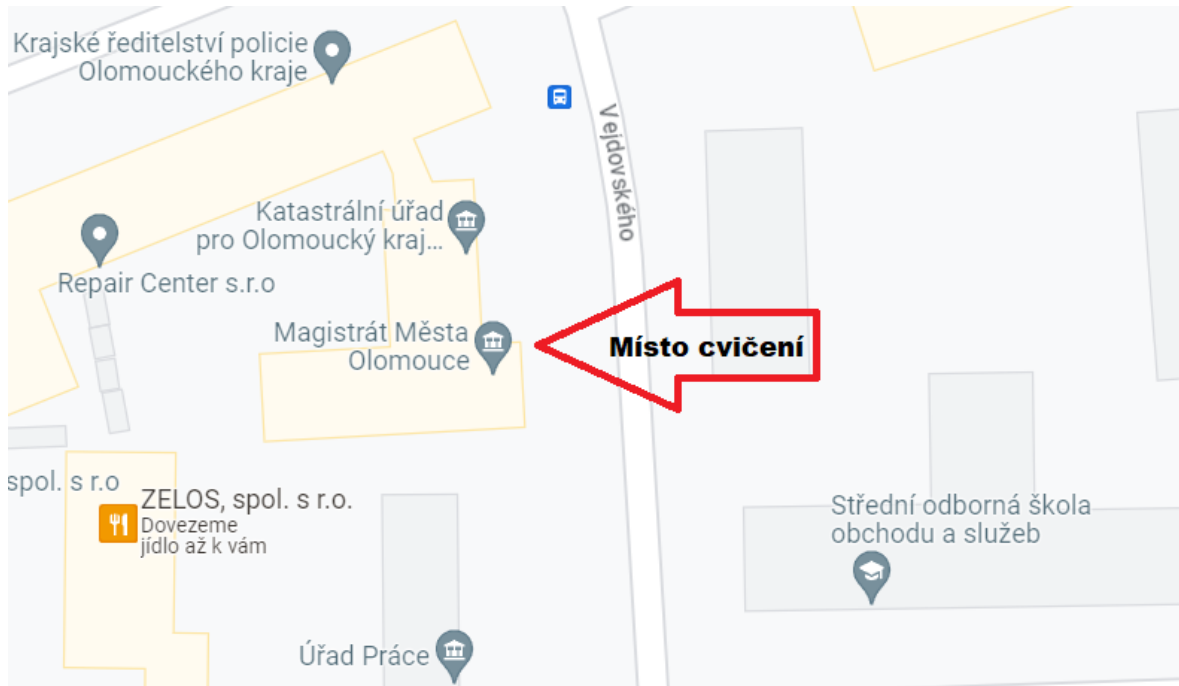 Krajské ředitelství policie
Olomouckého kraje
Vejdovského
Katastrální úřad
pro Olomoucký kraj...
Repair Center s.r.o
Magistrát Města
Olomouce
Místo cvičení
spol. s r.o
ZELOS, spol. s r.o.
Dovezeme
jídlo až k vám
Střední odborná škola
obchodu a služeb
Úřad Práce